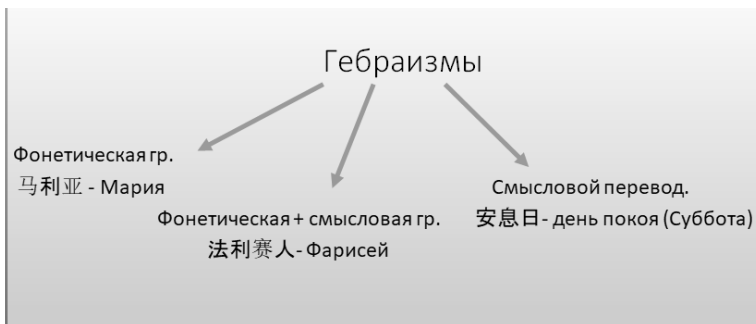 Гебраизмы
Фонетическая гр.
马利亚 - Мария
Фонетическая + смысловая гр.
法利赛人- Фарисей
Смысловой перевод.
安息日- день покоя (Суббота)